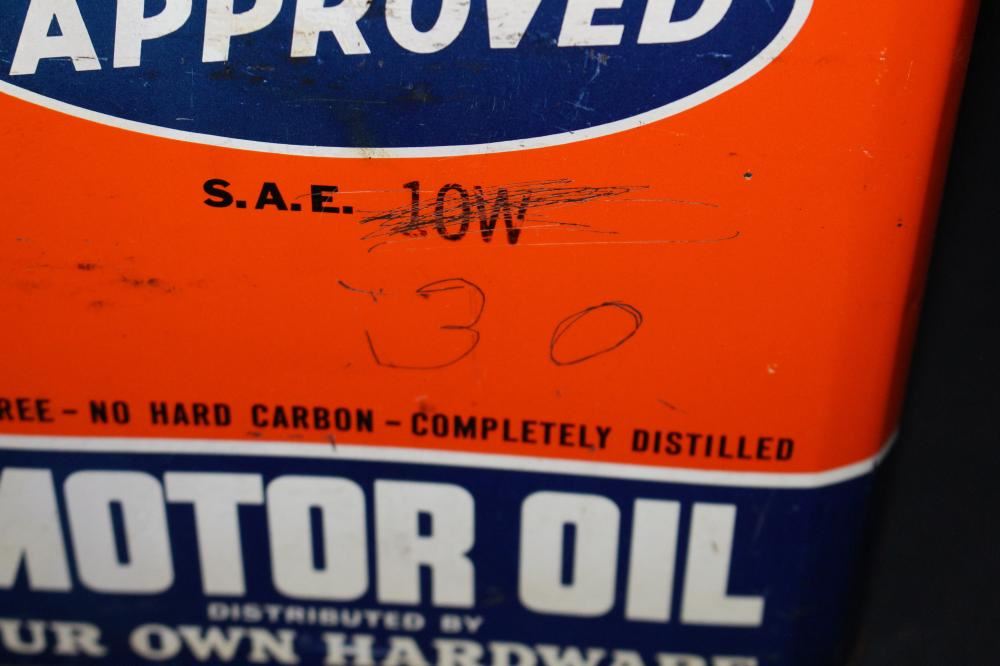 APPROVED
S.A.E. 10W
30
REE - NO HARD CARBON - COMPLETELY DISTILLED
MOTOR OIL
DISTRIBUTED BY
UR OWN HARDWARE